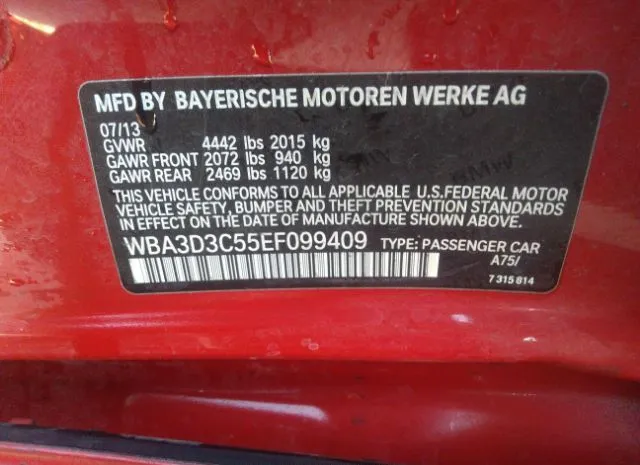 MFD BY BAYERISCHE MOTOREN WERKE AG
07/13
GVWR 4442 lbs 2015 kg
GAWR FRONT 2072 lbs 940 kg
GAWR REAR 2469 lbs 1120 kg
THIS VEHICLE CONFORMS TO ALL APPLICABLE U.S.FEDERAL MOTOR
VEHICLE SAFETY, BUMPER AND THEFT PREVENTION STANDARDS
IN EFFECT ON THE DATE OF MANUFACTURE SHOWN ABOVE.
WBA3D3C55EF099409 TYPE: PASSENGER CAR
A75/
7 315 814